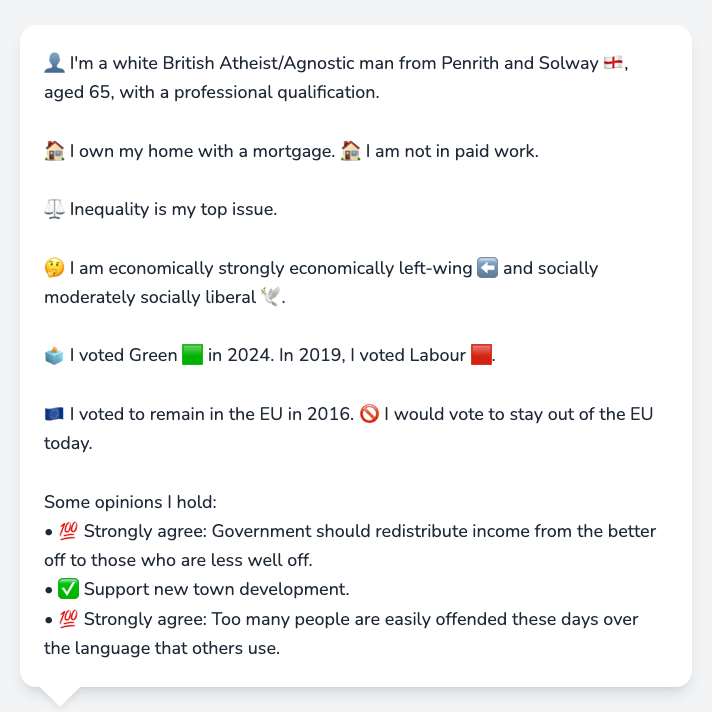 👤 I'm a white British Atheist/Agnostic man from Penrith and Solway 🏴󠁧󠁢󠁥󠁮󠁧󠁿,
aged 65, with a professional qualification.
🏠 I own my home with a mortgage. 🏠 I am not in paid work.
⚖️ Inequality is my top issue.
🤔 I am economically strongly economically left-wing ⬅️ and socially
moderately socially liberal 🕊️.
🗳️ I voted Green 🟩 in 2024. In 2019, I voted Labour 🟥.
🇪🇺 I voted to remain in the EU in 2016. 🚫 I would vote to stay out of the EU
today.
Some opinions I hold:
• 💯 Strongly agree: Government should redistribute income from the better
off to those who are less well off.
• ✅ Support new town development.
• 💯 Strongly agree: Too many people are easily offended these days over
the language that others use.